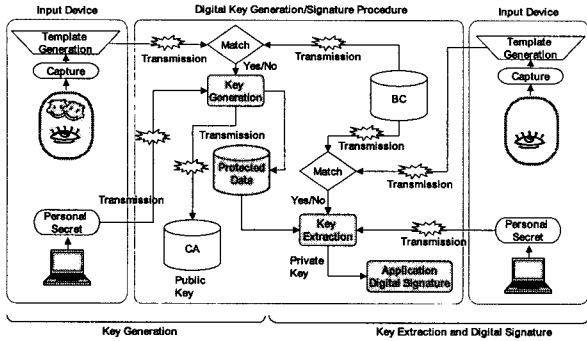 Input Device
Digital Key Generation/Signature Procedure
Input Device
Template
Generation
Transmission
Match
Transmission
Template
Generation
Transmission
Capture
Yes/No
Key
Generation
BC
Capture
Transmission
Transmission
Protected
Data
Match
Transmission
Transmission
Yes/No
Personal
Secret
CA
Key
Extraction
Transmission
Personal
Secret
Public
Key
Private
Key
Application
Digital Signature
Key Generation
Key Extraction and Digital Signature